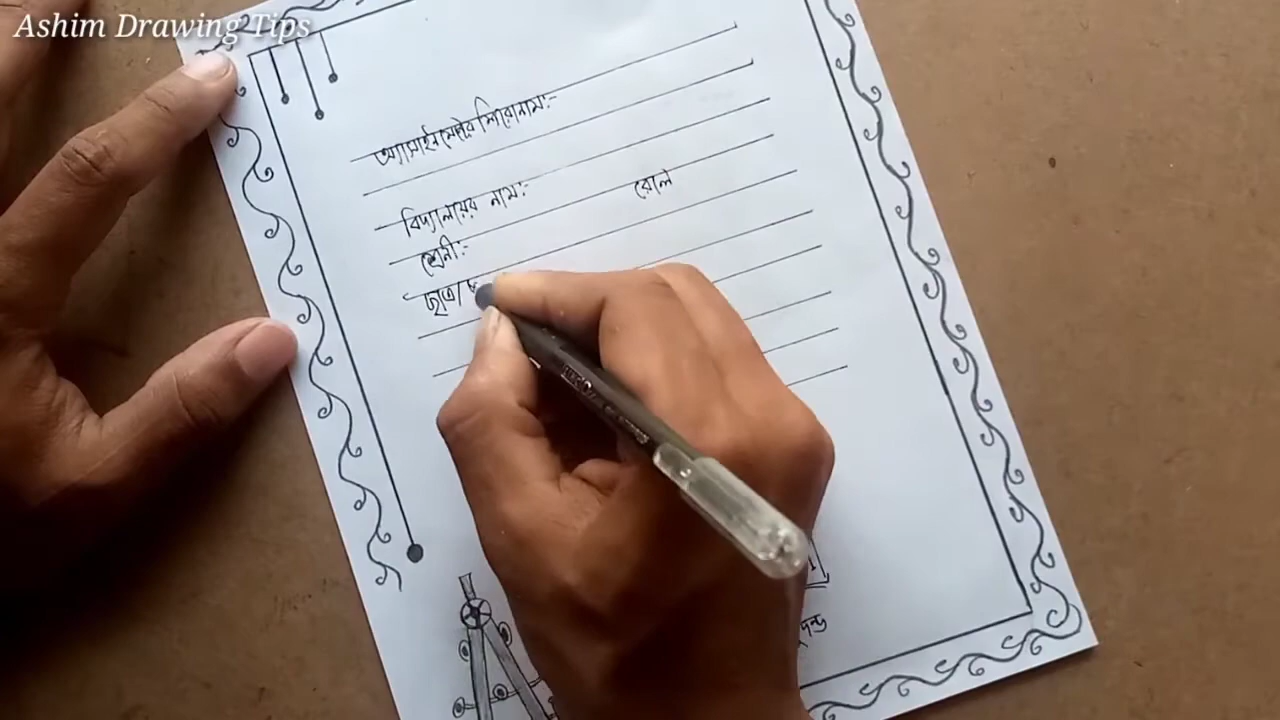 Ashim Drawing Tips
অ্যাসাইনমেন্টের শিরোনাম:-
বিদ্যালয়ের নাম:-
রোল
শ্রেনী:-
ছাত্র/